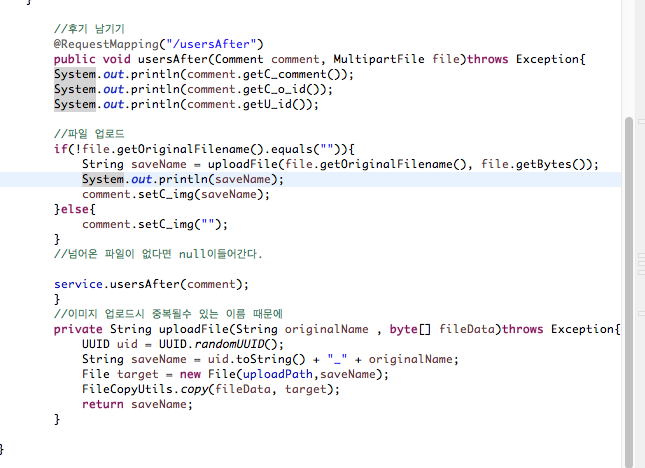 }
//후기 남기기
@RequestMapping("/usersAfter")
public void usersAfter(Comment comment, MultipartFile file)throws Exception{
System.out.println(comment.getC_comment());
System.out.println(comment.getC_o_id());
System.out.println(comment.getU_id());
//파일 업로드
if(!file.getOriginalFilename().equals("")){
String saveName = uploadFile(file.getOriginalFilename(), file.getBytes());
System.out.println(saveName);
comment.setC_img(saveName);
}else{
comment.setC_img("");
}
//넘어온 파일이 없다면 null이들어간다.
service.usersAfter(comment);
}
//이미지 업로드시 중복될수 있는 이름 때문에
private String uploadFile(String originalName , byte[] fileData)throws Exception{
UUID uid = UUID.randomUUID();
String saveName = uid.toString() + "_" + originalName;
File target = new File(uploadPath,saveName);
FileCopyUtils.copy(fileData, target);
return saveName;
}
}